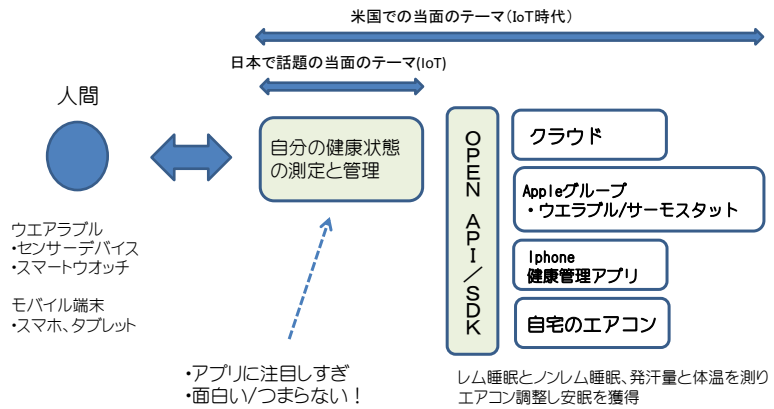 米国での当面のテーマ(IoT時代)
日本で話題の当面のテーマ(IoT)
人間
自分の健康状態
の測定と管理
OPEN API/SDK
クラウド
Appleグループ
・ウエラブル/サーモスタット
Iphone
健康管理アプリ
自宅のエアコン
ウエアラブル
・センサーデバイス
・スマートウオッチ
モバイル端末
・スマホ、タブレット
・アプリに注目しすぎ
・面白い/つまらない！
レム睡眠とノンレム睡眠、発汗量と体温を測り
エアコン調整し安眠を獲得